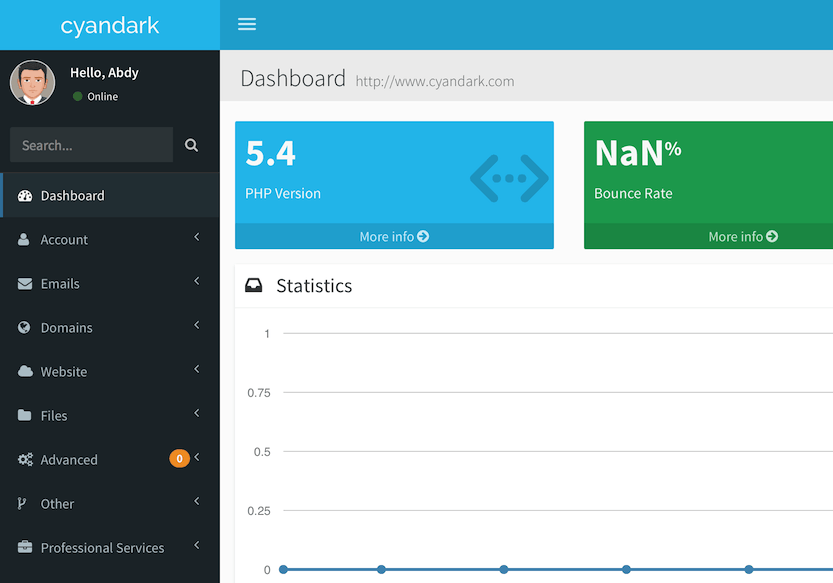 cyandark
Hello, Abdy
Online
Search...
Dashboard
Account
Emails
Domains
Website
Files
Advanced 0
Other
Professional Services
Dashboard http://www.cyandark.com
5.4
PHP Version
More info
NaN%
Bounce Rate
More info
Statistics
1
0.75
0.5
0.25
0